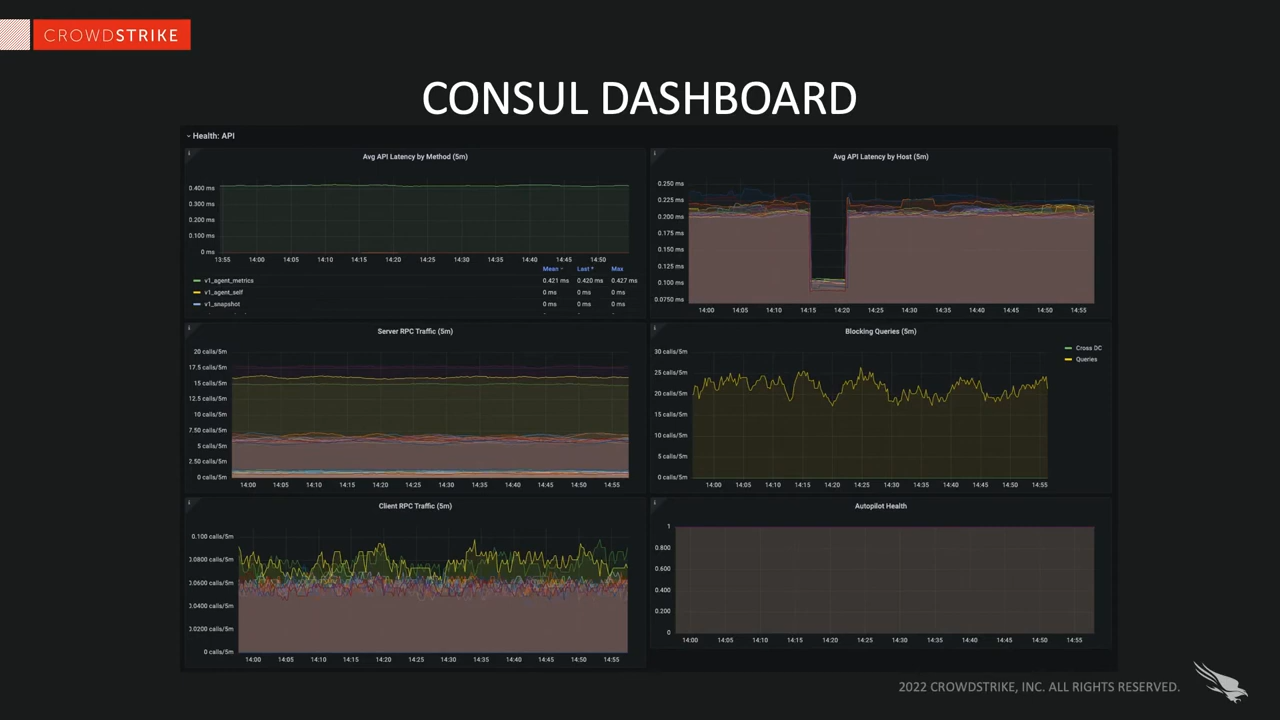 CROWDSTRIKE
CONSUL DASHBOARD
Health: API
Avg API Latency by Method (5m)
0.400 ms
0.300 ms
0.200 ms
0.100 ms
0 ms
13:55 14:00 14:05 14:10 14:15 14:20 14:25 14:30 14:35 14:40 14:45 14:50
Mean Last * Max
v1_agent_metrics 0.421 ms 0.420 ms 0.427 ms
v1_agent_self 0 ms 0 ms 0 ms
v1_snapshot 0 ms 0 ms 0 ms
Avg API Latency by Host (5m)
0.250 ms
0.225 ms
0.200 ms
0.175 ms
0.150 ms
0.125 ms
0.100 ms
0.0750 ms
14:00 14:05 14:10 14:15 14:20 14:25 14:30 14:35 14:40 14:45 14:50 14:55
Server RPC Traffic (5m)
20 calls/5m
17.5 calls/5m
15 calls/5m
12.5 calls/5m
10 calls/5m
7.50 calls/5m
5 calls/5m
2.50 calls/5m
0 calls/5m
14:00 14:05 14:10 14:15 14:20 14:25 14:30 14:35 14:40 14:45 14:50 14:55
Blocking Queries (5m)
30 calls/5m
25 calls/5m
20 calls/5m
15 calls/5m
10 calls/5m
5 calls/5m
0 calls/5m
14:00 14:05 14:10 14:15 14:20 14:25 14:30 14:35 14:40 14:45 14:50 14:55
Cross DC
Queries
Client RPC Traffic (5m)
0.100 calls/5m
0.0800 calls/5m
0.0600 calls/5m
0.0400 calls/5m
0.0200 calls/5m
0 calls/5m
14:00 14:05 14:10 14:15 14:20 14:25 14:30 14:35 14:40 14:45 14:50 14:55
Autopilot Health
1
0.800
0.600
0.400
0.200
0
14:00 14:05 14:10 14:15 14:20 14:25 14:30 14:35 14:40 14:45 14:50 14:55
2022 CROWDSTRIKE, INC. ALL RIGHTS RESERVED.